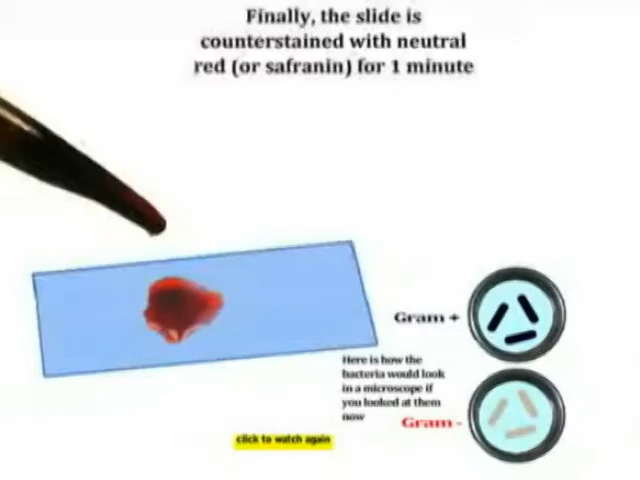 Finally, the slide is
counterstained with neutral
red (or safranin) for 1 minute
Gram +
Here is how the
bacteria would look
in a microscope if
you looked at them
now
Gram -
click to watch again